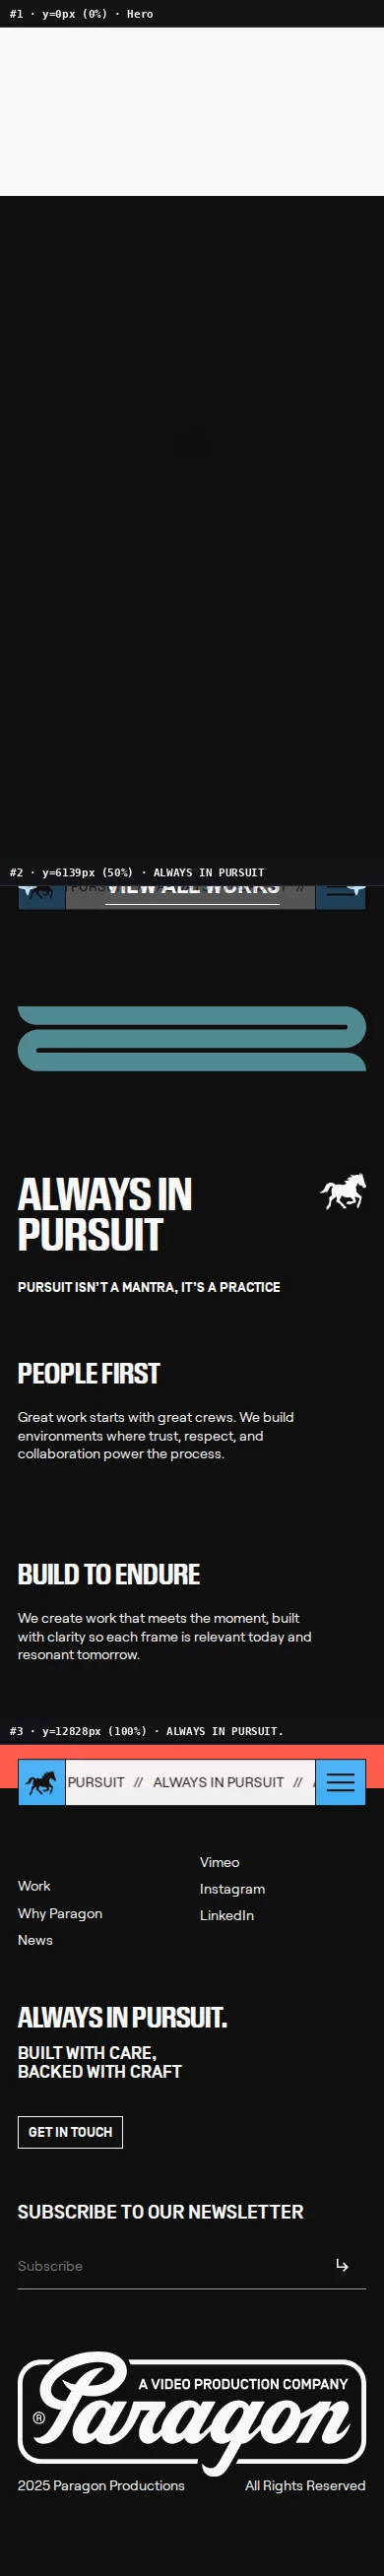 #1 · y=0px (0%) · Hero
#2 · y=6139px (50%) · ALWAYS IN PURSUIT
PURSUIT //
VIEW ALL WORKS
ALWAYS IN
PURSUIT
PURSUIT ISN'T A MANTRA, IT'S A PRACTICE
PEOPLE FIRST
Great work starts with great crews. We build
environments where trust, respect, and
collaboration power the process.
BUILD TO ENDURE
We create work that meets the moment, built
with clarity so each frame is relevant today and
resonant tomorrow.
#3 · y=12828px (100%) · ALWAYS IN PURSUIT.
PURSUIT // ALWAYS IN PURSUIT // A
Work
Why Paragon
News
Vimeo
Instagram
LinkedIn
ALWAYS IN PURSUIT.
BUILT WITH CARE,
BACKED WITH CRAFT
GET IN TOUCH
SUBSCRIBE TO OUR NEWSLETTER
Subscribe
A VIDEO PRODUCTION COMPANY
Paragon
®
2025 Paragon Productions
All Rights Reserved